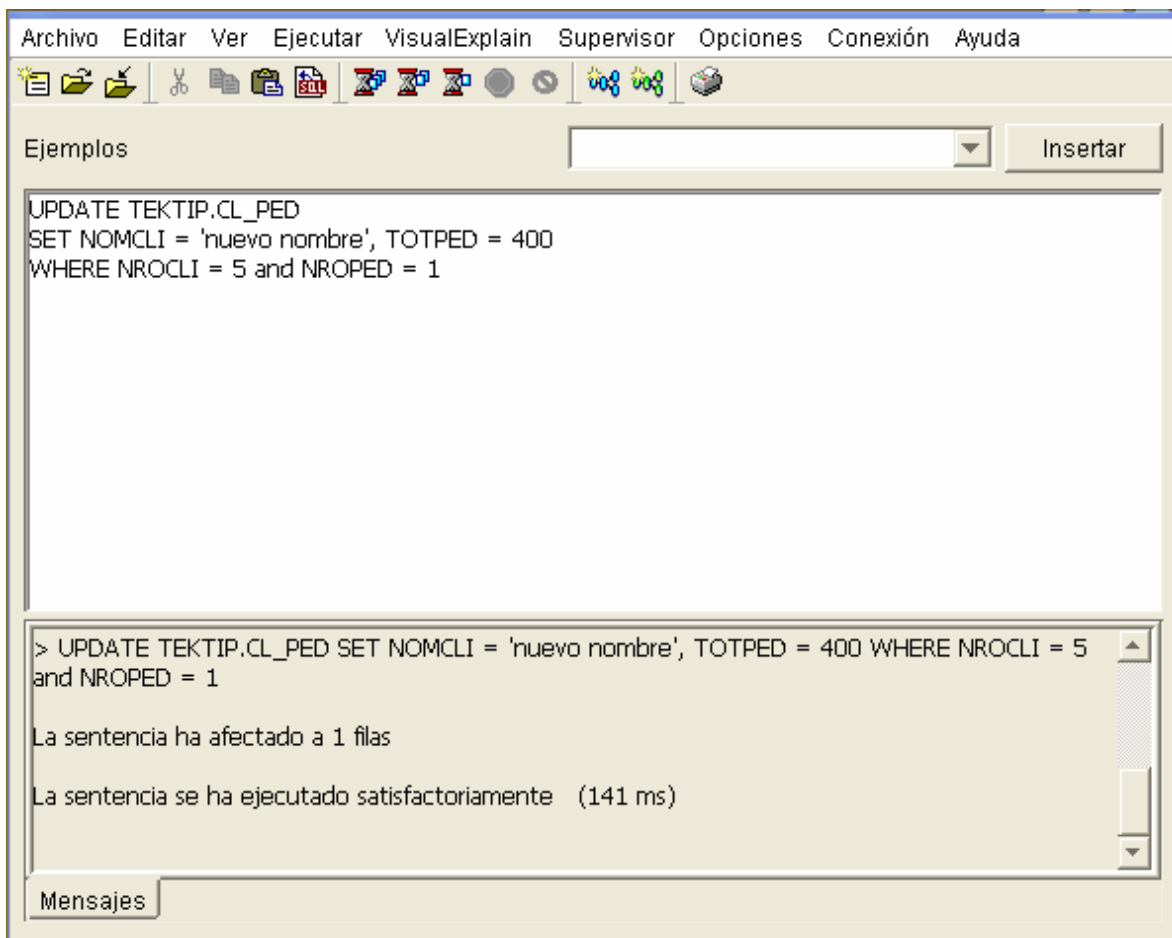 Archivo Editar Ver Ejecutar VisualExplain Supervisor Opciones Conexión Ayuda
SQL
Ejemplos
Insertar
UPDATE TEKTIP.CL_PED
SET NOMCLI = 'nuevo nombre', TOTPED = 400
WHERE NROCLI = 5 and NROPED = 1
> UPDATE TEKTIP.CL_PED SET NOMCLI = 'nuevo nombre', TOTPED = 400 WHERE NROCLI = 5
and NROPED = 1
La sentencia ha afectado a 1 filas
La sentencia se ha ejecutado satisfactoriamente (141 ms)
Mensajes